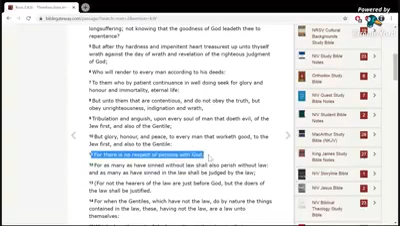 Powered by
longsuffering; not knowing that the goodness of God leadeth thee to
repentance?
5 But after thy hardness and impenitent heart treasurest up unto thyself
wrath against the day of wrath and revelation of the righteous judgment
of God;
6 Who will render to every man according to his deeds:
7 To them who by patient continuance in well doing seek for glory and
honour and immortality, eternal life:
8 But unto them that are contentious, and do not obey the truth, but
obey unrighteousness, indignation and wrath,
9 Tribulation and anguish, upon every soul of man that doeth evil, of the
Jew first, and also of the Gentile;
10 But glory, honour, and peace, to every man that worketh good, to the
Jew first, and also to the Gentile:
11 For there is no respect of persons with God.
12 For as many as have sinned without law shall also perish without law:
and as many as have sinned in the law shall be judged by the law;
13 (For not the hearers of the law are just before God, but the doers of
the law shall be justified.
14 For when the Gentiles, which have not the law, do by nature the things
contained in the law, these, having not the law, are a law unto
themselves:
NRSV Cultural
Backgrounds
Study Bible
NIV Study Bible
Notes
Orthodox Study
Bible
NIV Quest Study
Bible Notes
NIV Student Bible
Notes
MacArthur Study
Bible (NKJV)
King James Study
Bible Notes
NIV Storyline Bible
NIV Jesus Bible
NIV Biblical
Theology Study
Bible